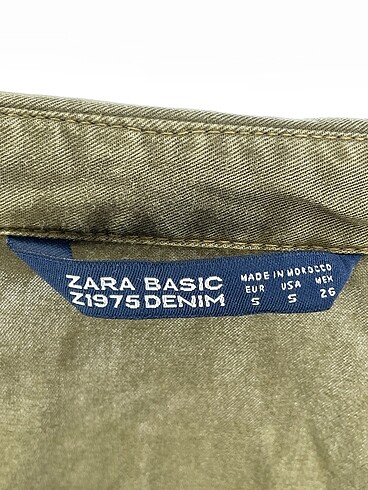 ZARA BASIC
Z1975 DENIM
MADE IN MOROCCO
EUR USA MEX
S S 26